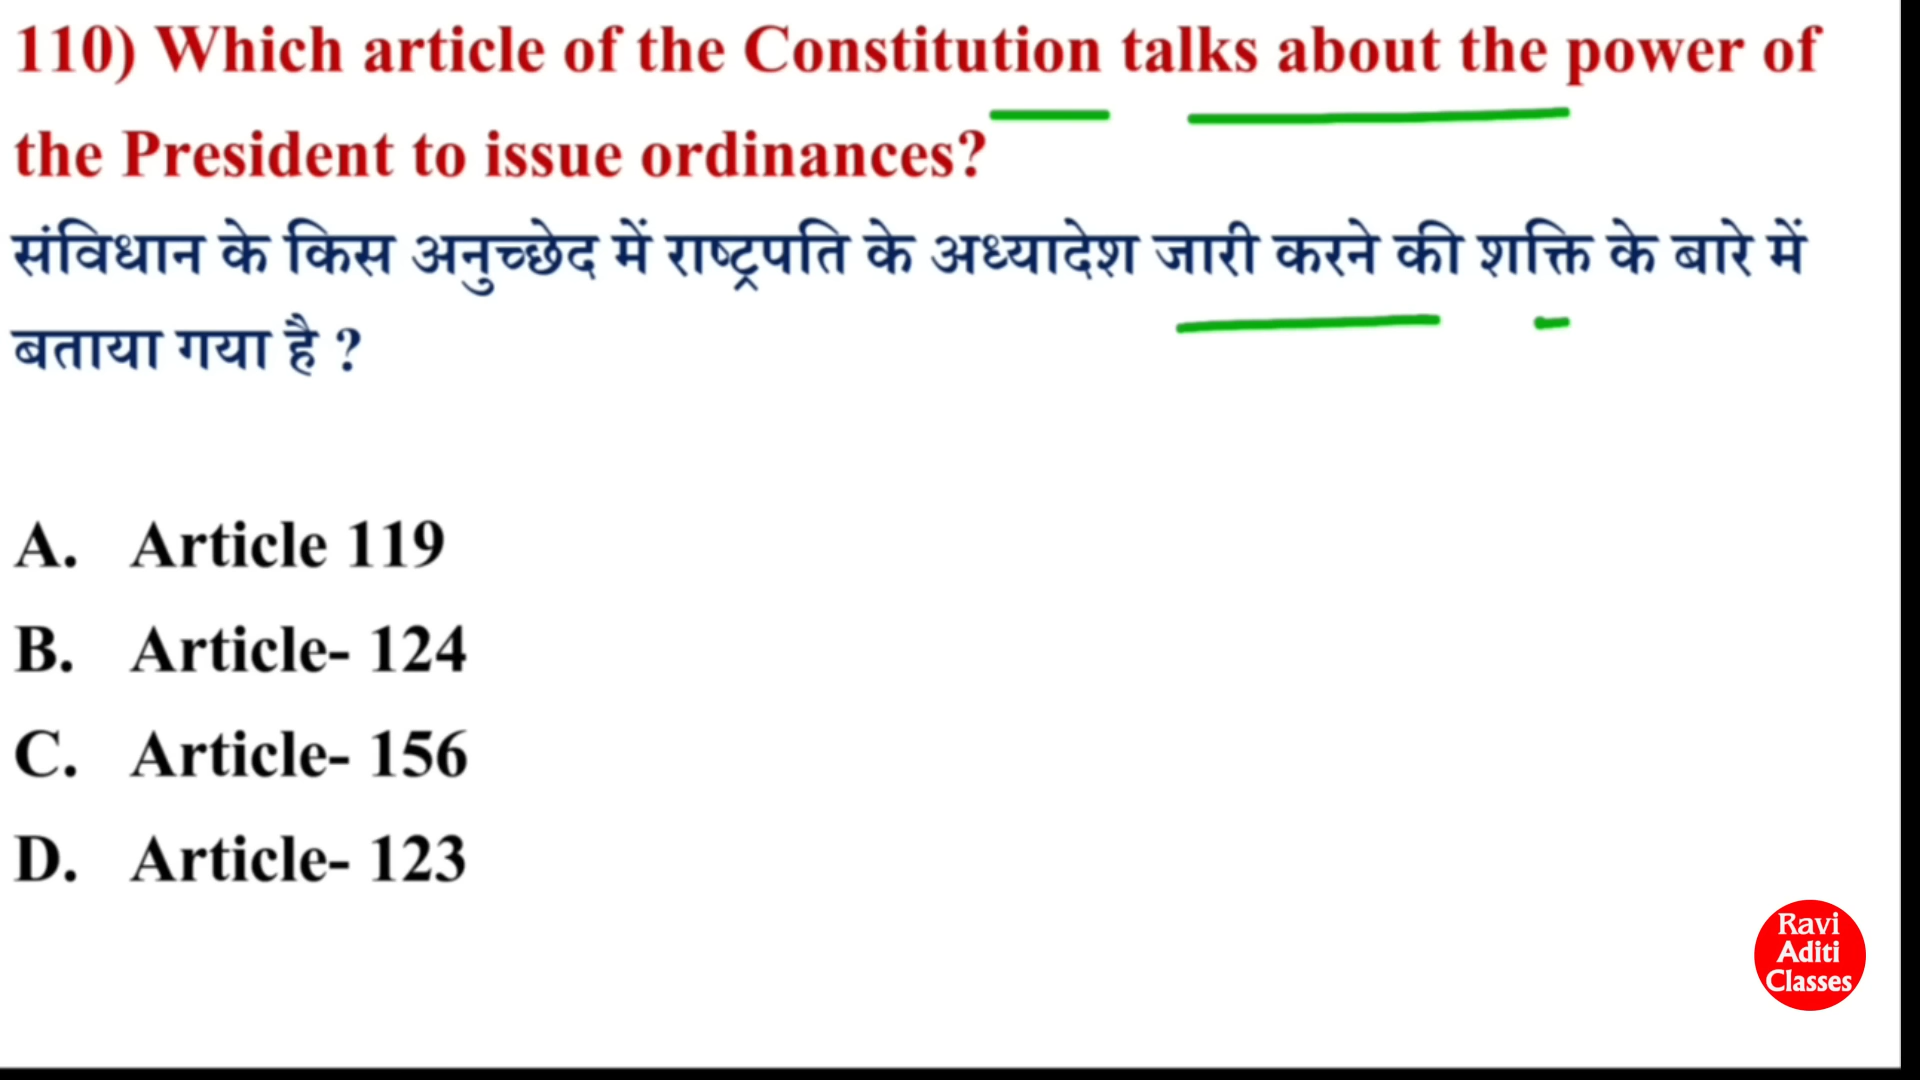 110) Which article of the Constitution talks about the power of
the President to issue ordinances?
संविधान के किस अनुच्छेद में राष्ट्रपति के अध्यादेश जारी करने की शक्ति के बारे में
बताया गया है ?
A. Article 119
B. Article- 124
C. Article- 156
D. Article- 123
Ravi
Aditi
Classes